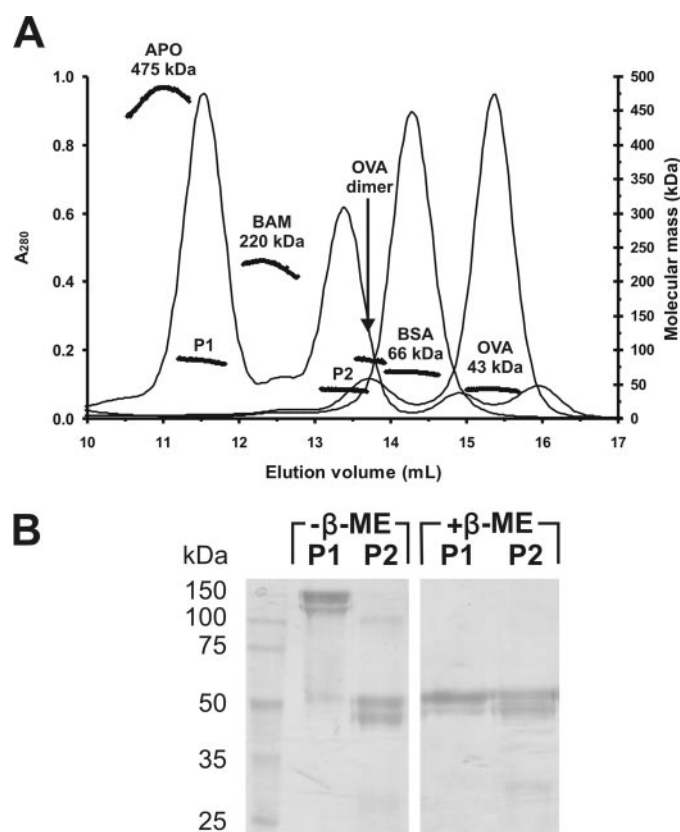 A
APO
475 kDa
BAM
220 kDa
OVA
dimer
P1
P2
BSA
66 kDa
OVA
43 kDa
1.0
0.8
0.6
0.4
0.2
0.0
A280
500
450
400
350
300
250
200
150
100
50
0
Molecular mass (kDa)
10 11 12 13 14 15 16 17
Elution volume (mL)
B
-β-ME +β-ME
kDa P1 P2 P1 P2
150
100
75
50
35
25